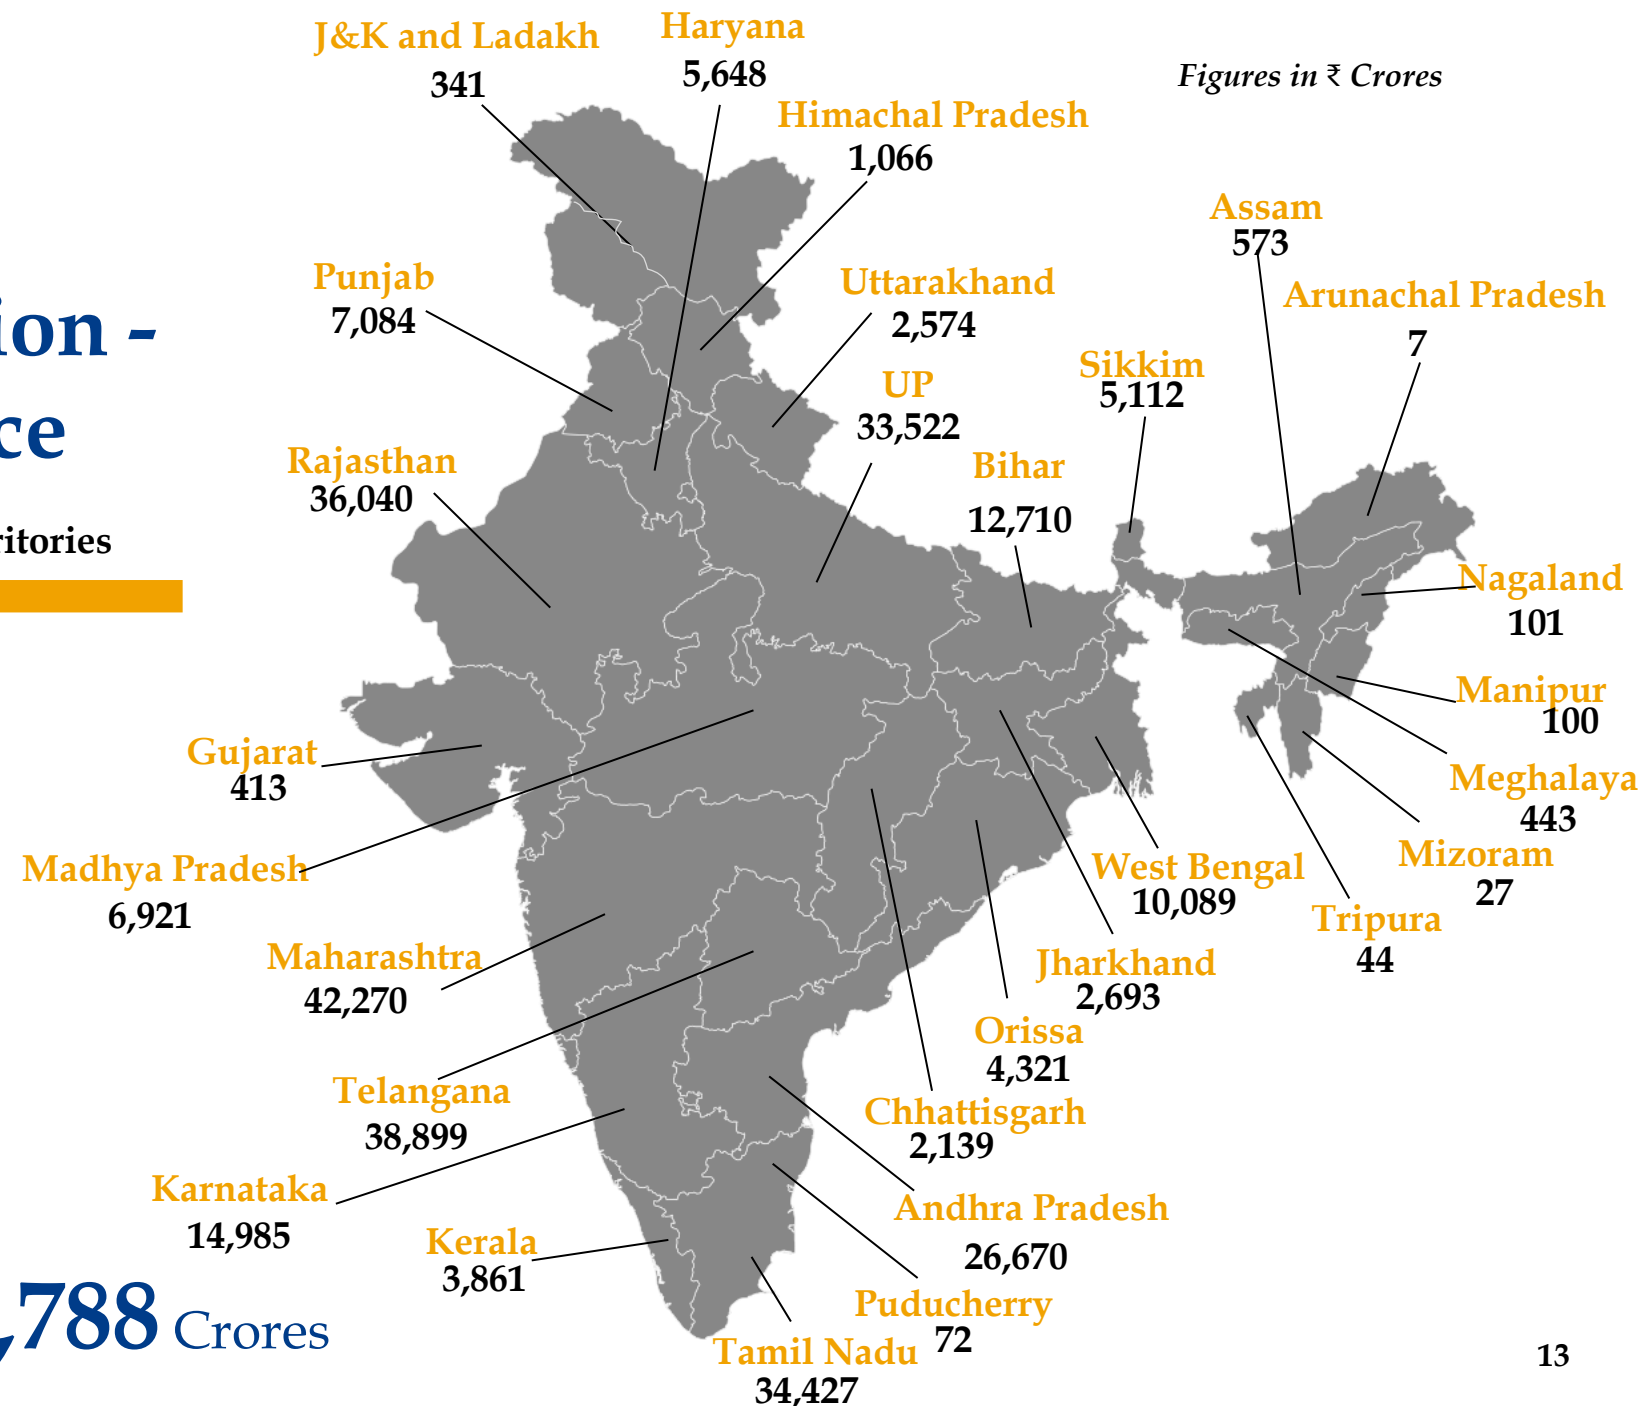 J&K and Ladakh
341
Haryana
5,648
Figures in ₹ Crores
Himachal Pradesh
1,066
Assam
573
Punjab
7,084
Uttarakhand
2,574
Arunachal Pradesh
7
ion -
Sikkim
5,112
UP
33,522
ce
Rajasthan
36,040
Bihar
12,710
ritories
Nagaland
101
Manipur
100
Gujarat
413
Meghalaya
443
Madhya Pradesh
6,921
West Bengal
10,089
Mizoram
27
Tripura
44
Maharashtra
42,270
Jharkhand
2,693
Orissa
4,321
Telangana
38,899
Chhattisgarh
2,139
Karnataka
14,985
Andhra Pradesh
26,670
Kerala
3,861
Puducherry
72
,788 Crores
Tamil Nadu
34,427
13